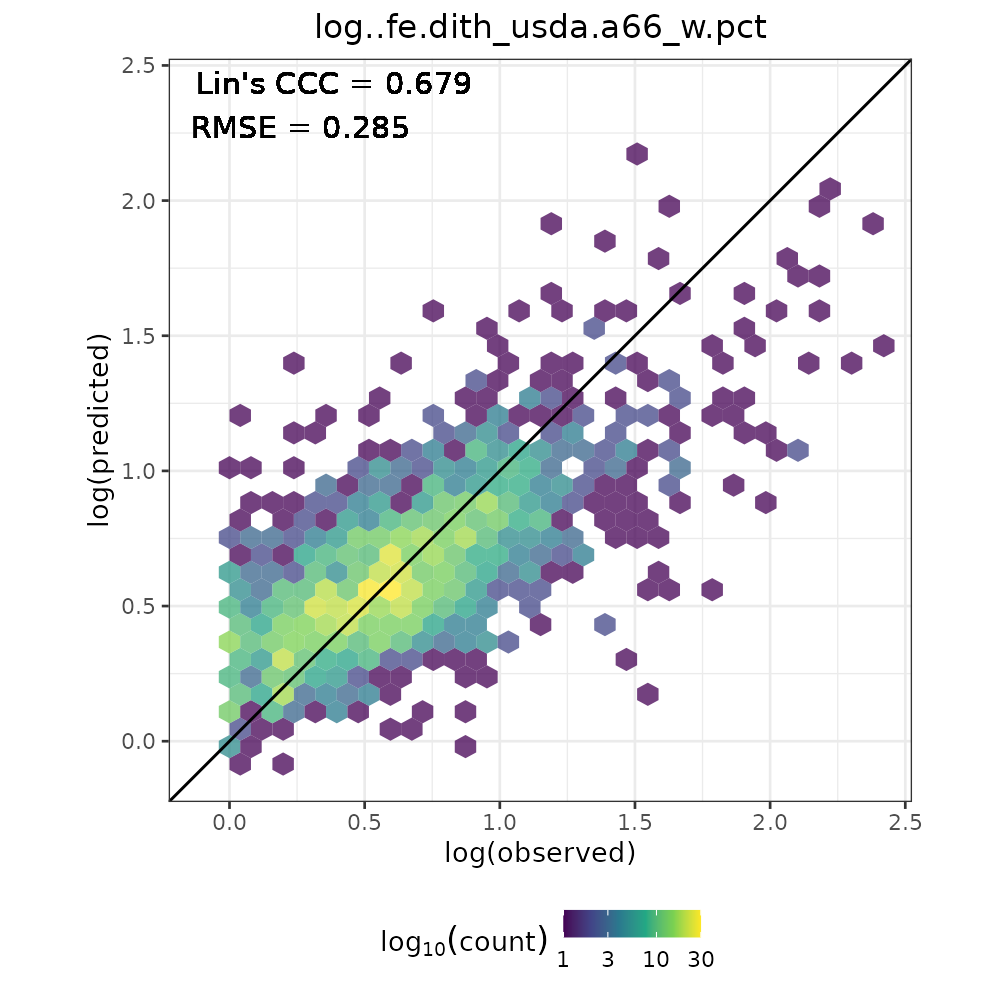 log..fe.dith_usda.a66_w.pct
Lin's CCC = 0.679
RMSE = 0.285
2.5
2.0
1.5
1.0
0.5
0.0
log(predicted)
0.0 0.5 1.0 1.5 2.0 2.5
log(observed)
log₁₀(count)
1 3 10 30